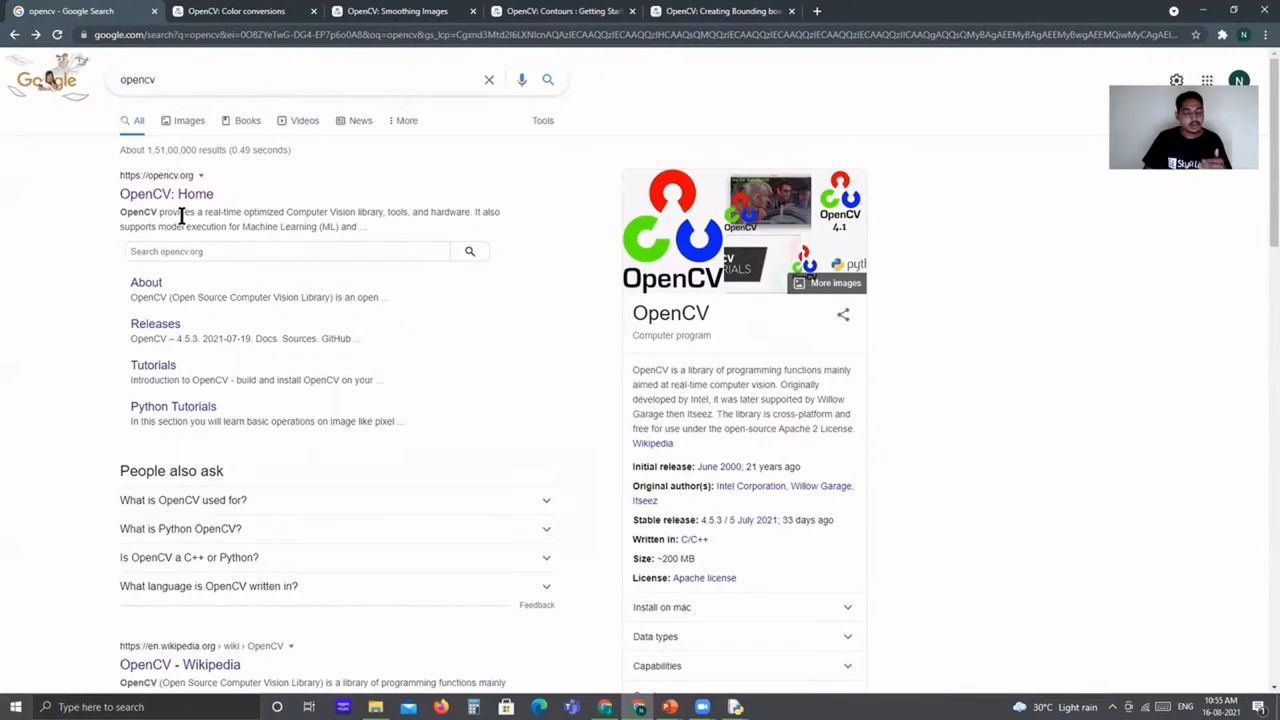 opencv - Google Search
OpenCV: Color conversions
OpenCV: Smoothing Images
OpenCV: Contours : Getting Star
OpenCV: Creating Bounding box
N
Google
opencv
N
All
Images
Books
Videos
News
More
Tools
About 1,51,00,000 results (0.49 seconds)
https://opencv.org
OpenCV: Home
OpenCV provides a real-time optimized Computer Vision library, tools, and hardware. It also
supports model execution for Machine Learning (ML) and ...
Search opencv.org
About
OpenCV (Open Source Computer Vision Library) is an open ...
Releases
OpenCV – 4.5.3. 2021-07-19. Docs. Sources. GitHub ...
Tutorials
Introduction to OpenCV - build and install OpenCV on your ...
Python Tutorials
In this section you will learn basic operations on image like pixel ...
People also ask
What is OpenCV used for?
What is Python OpenCV?
Is OpenCV a C++ or Python?
What language is OpenCV written in?
Feedback
https://en.wikipedia.org › wiki › OpenCV
OpenCV - Wikipedia
OpenCV (Open Source Computer Vision Library) is a library of programming functions mainly
OpenCV
OpenCV
OpenCV
4.1
CV
IALS
pyth
More images
OpenCV
Computer program
OpenCV is a library of programming functions mainly
aimed at real-time computer vision. Originally
developed by Intel, it was later supported by Willow
Garage then Itseez. The library is cross-platform and
free for use under the open-source Apache 2 License.
Wikipedia
Initial release: June 2000; 21 years ago
Original author(s): Intel Corporation, Willow Garage,
Itseez
Stable release: 4.5.3 / 5 July 2021; 33 days ago
Written in: C/C++
Size: ~200 MB
License: Apache license
Install on mac
Data types
Capabilities
Type here to search
30°C Light rain
ENG
10:55 AM
16-08-2021